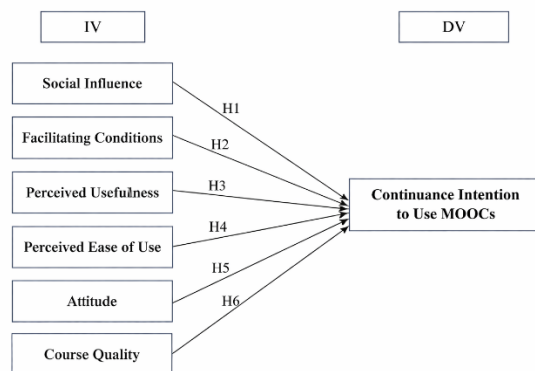 IV
DV
Social Influence
H1
Facilitating Conditions
H2
Perceived Usefulness
H3
Continuance Intention
to Use MOOCs
Perceived Ease of Use
H4
H5
Attitude
H6
Course Quality